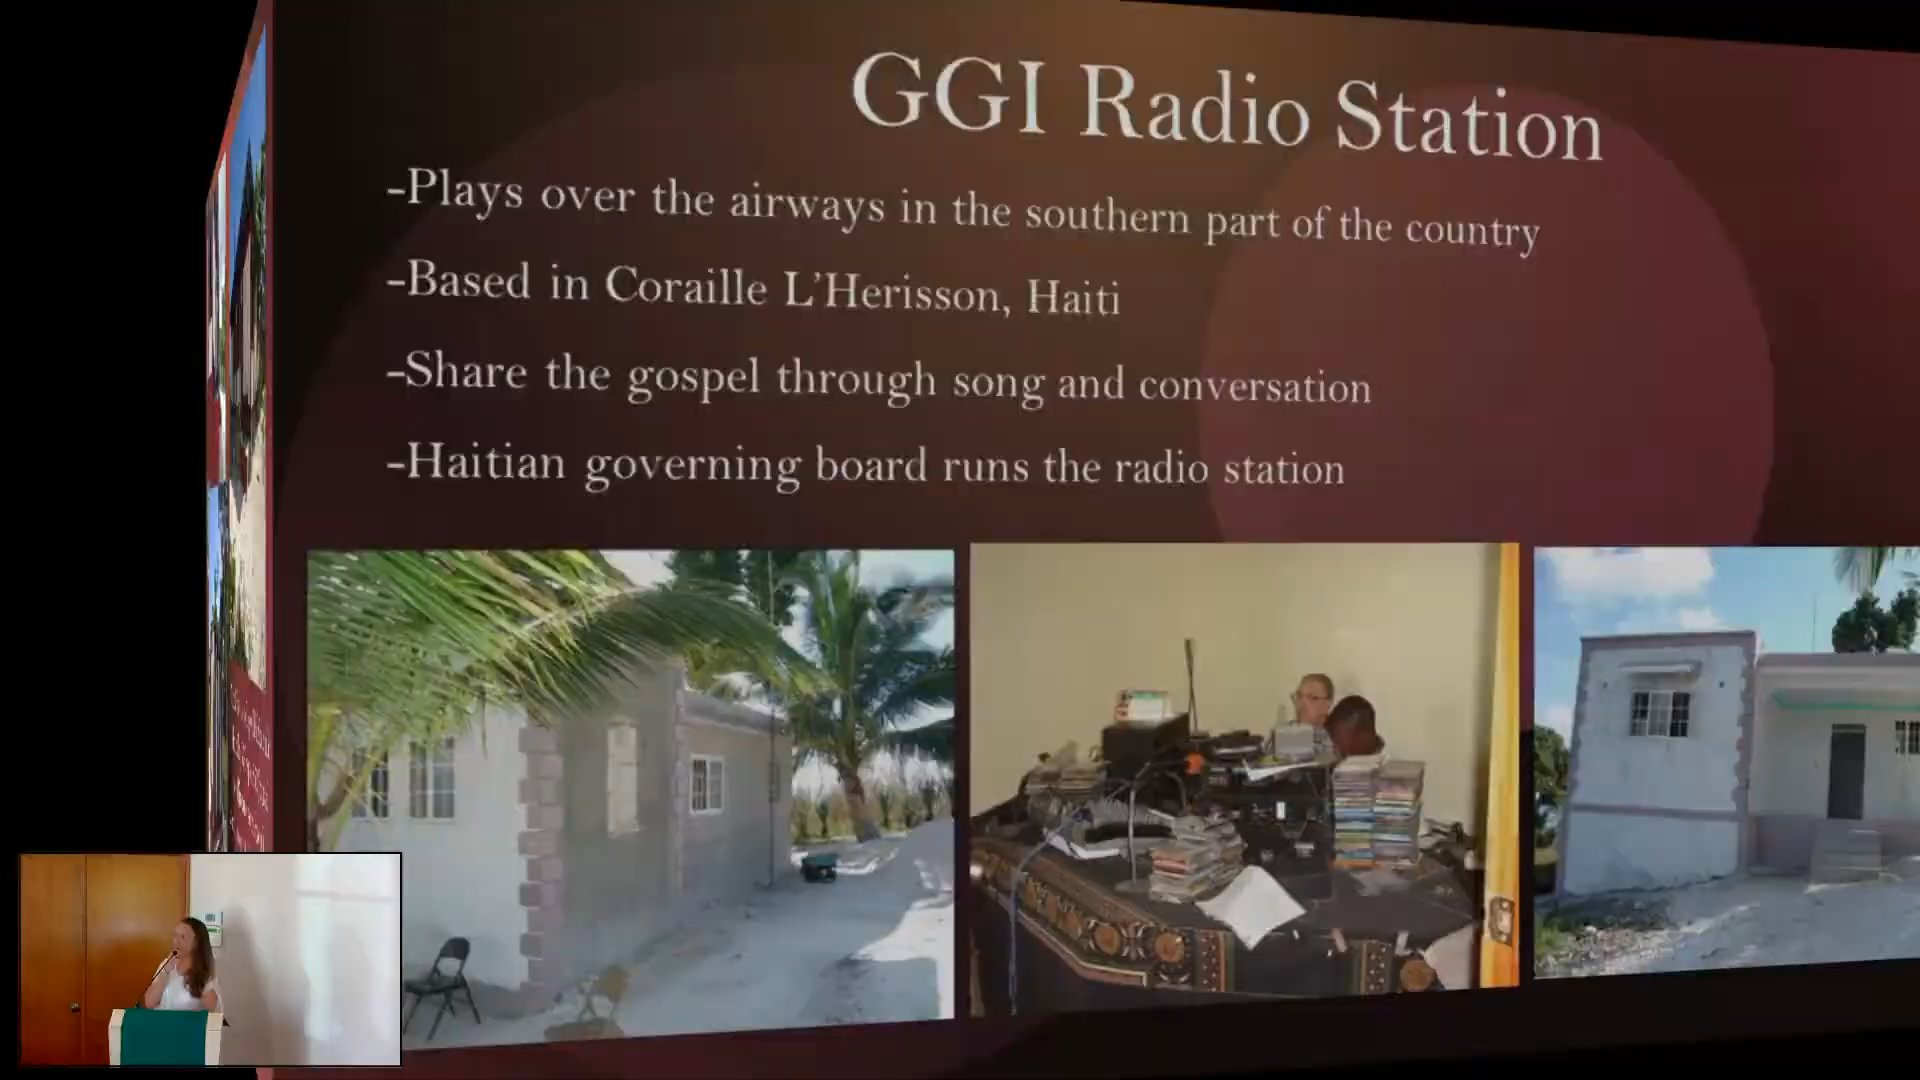 GGI Radio Station
-Plays over the airways in the southern part of the country
-Based in Coraille L'Herisson, Haiti
-Share the gospel through song and conversation
-Haitian governing board runs the radio station